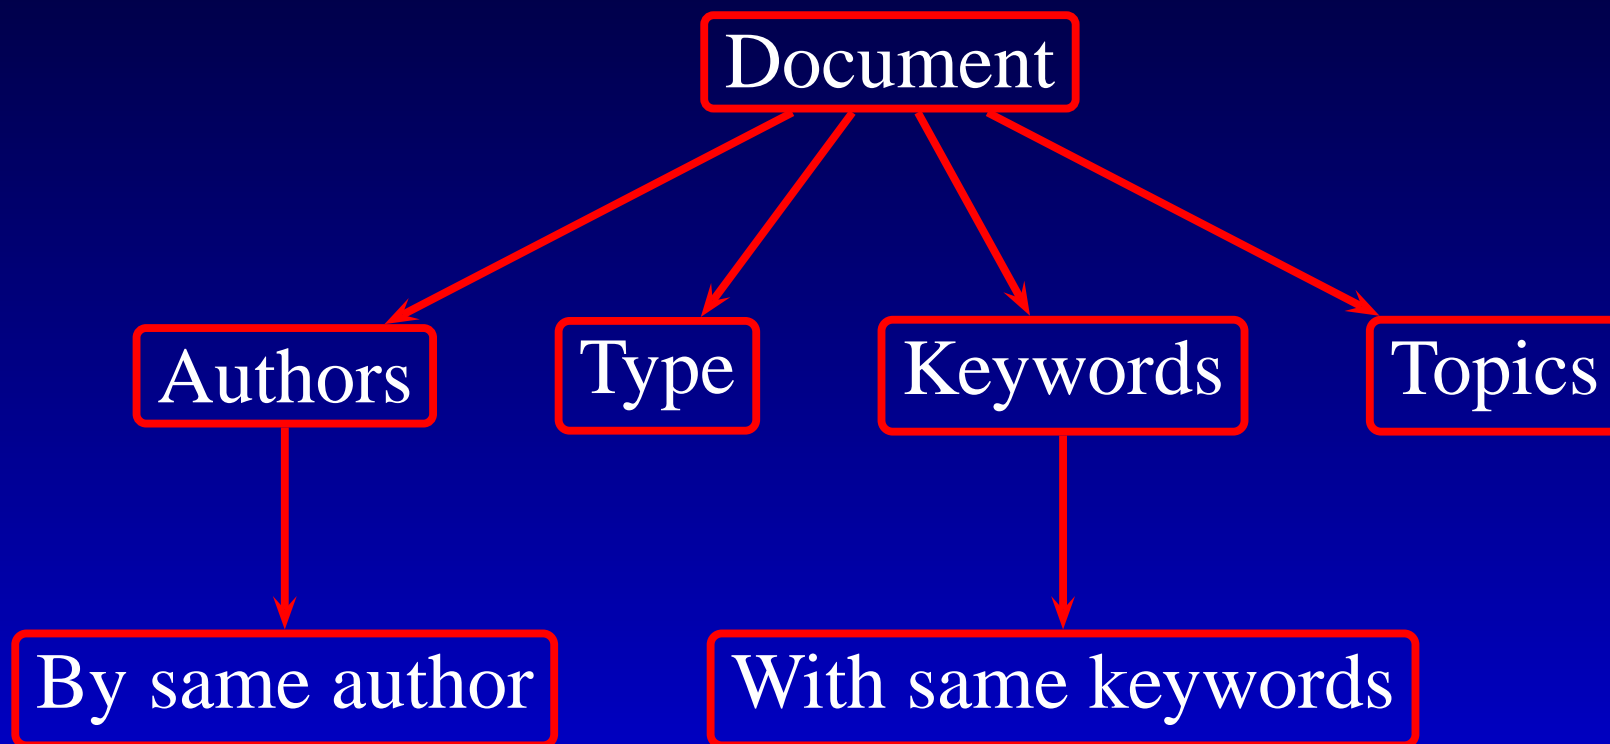 Document
Authors
Type
Keywords
Topics
By same author
With same keywords